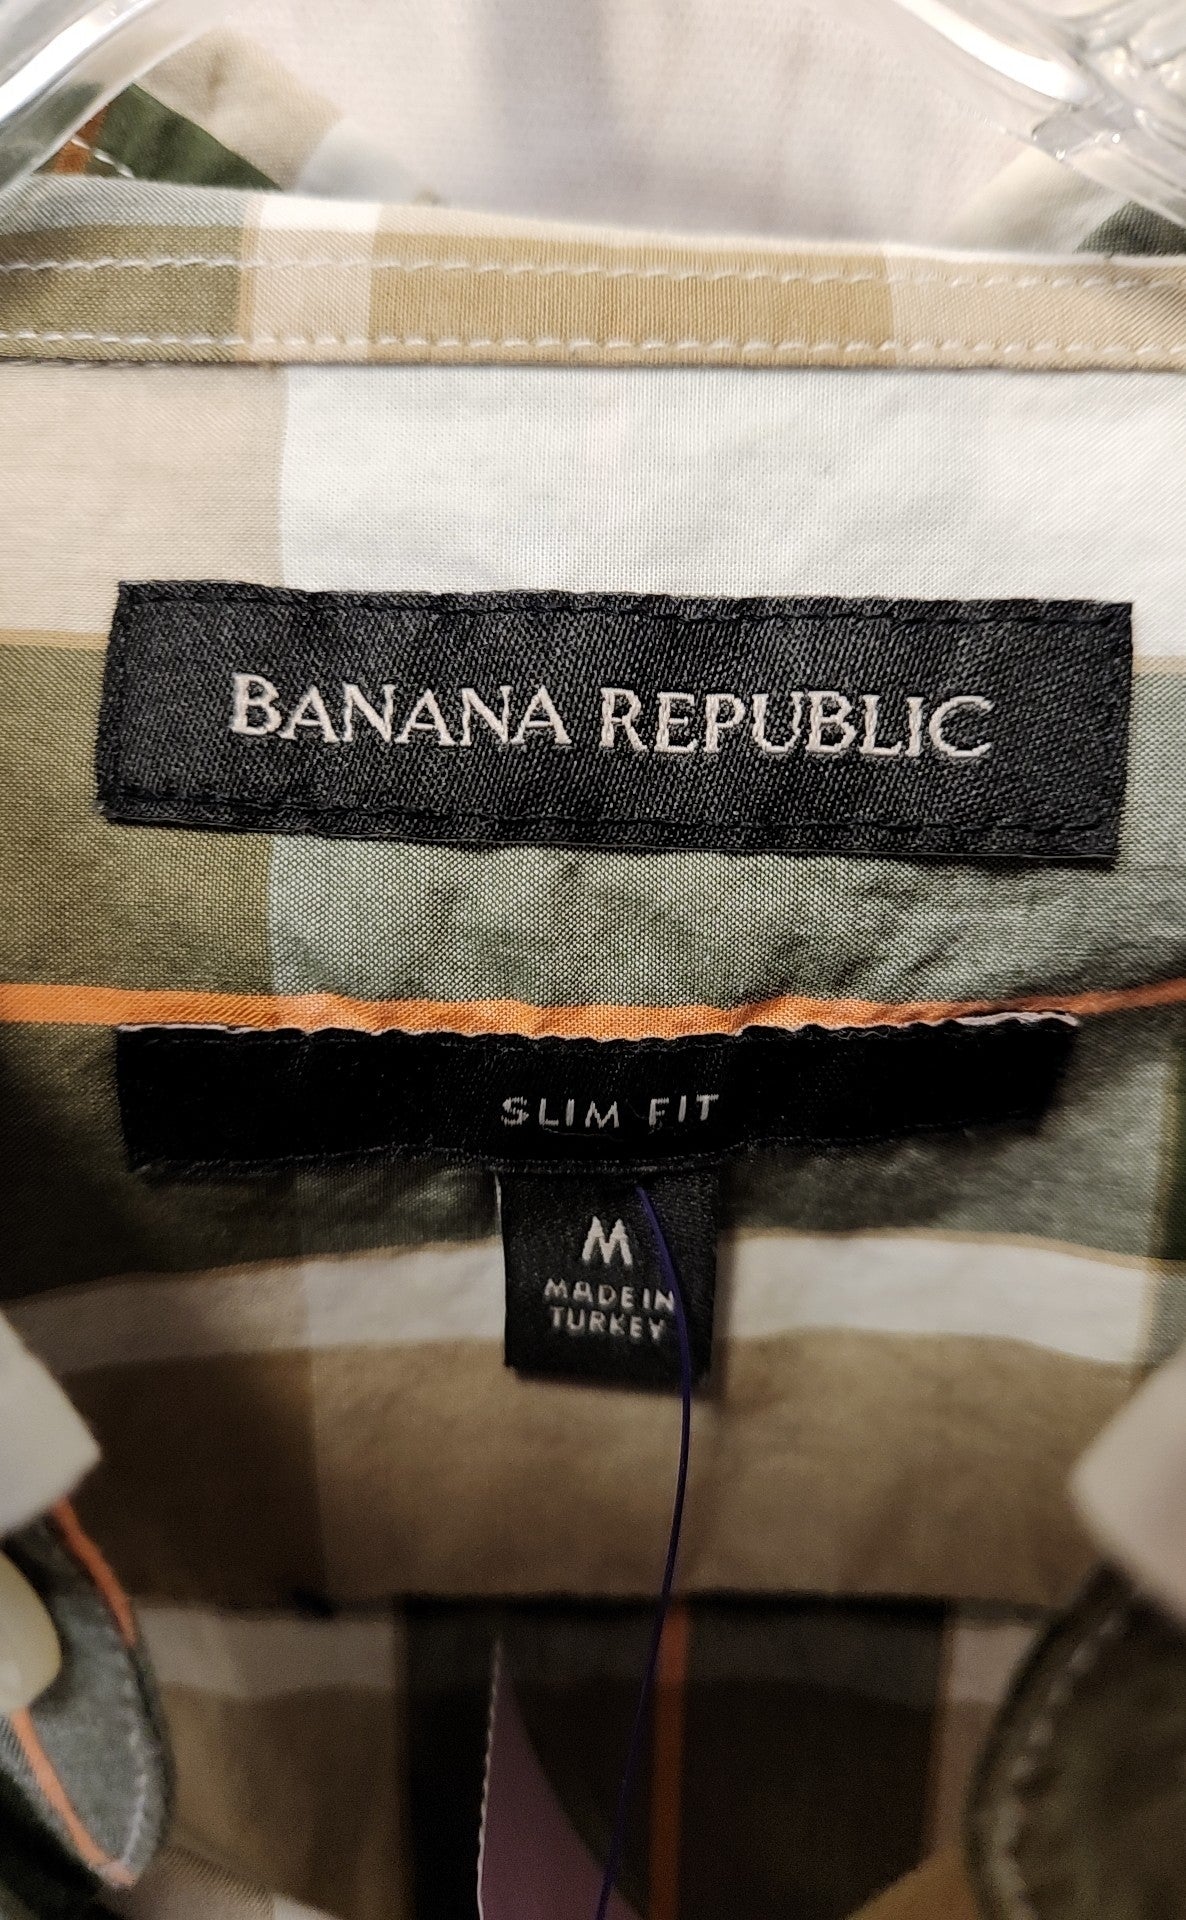 BANANA REPUBLIC
SLIM FIT
M
MADE IN
TURKEY